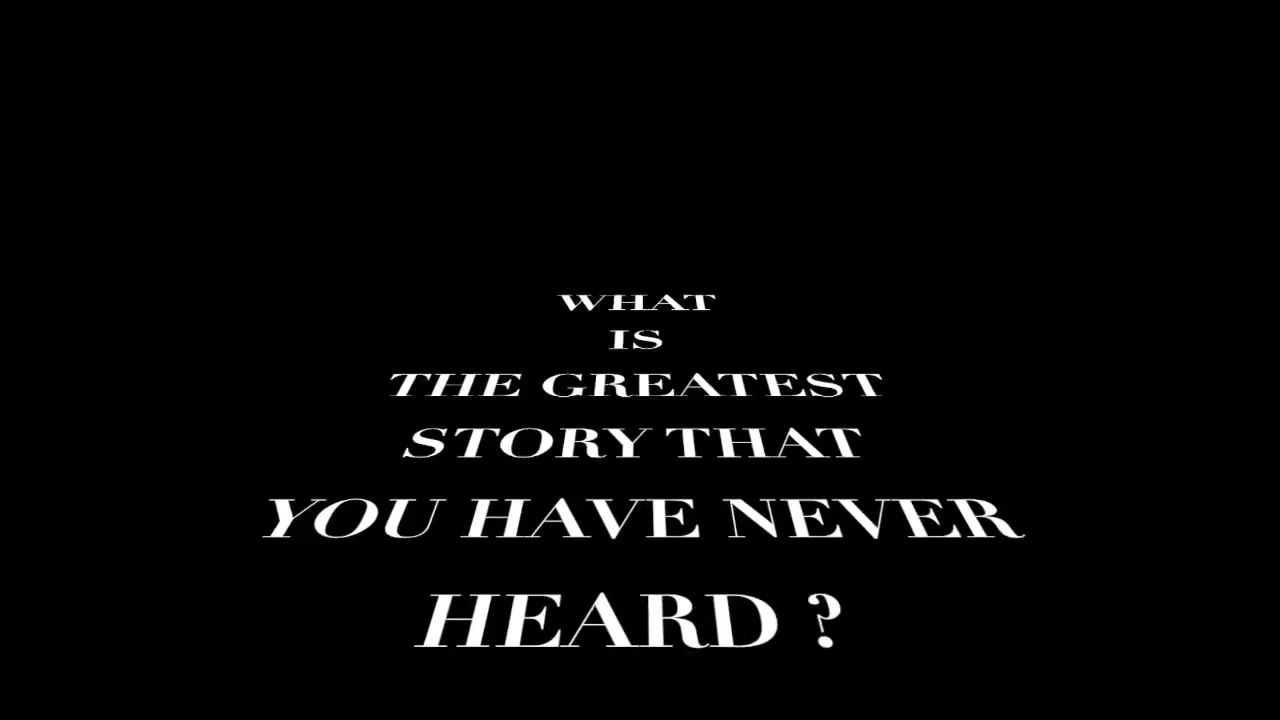 WHAT
IS
THE GREATEST
STORY THAT
YOU HAVE NEVER
HEARD ?